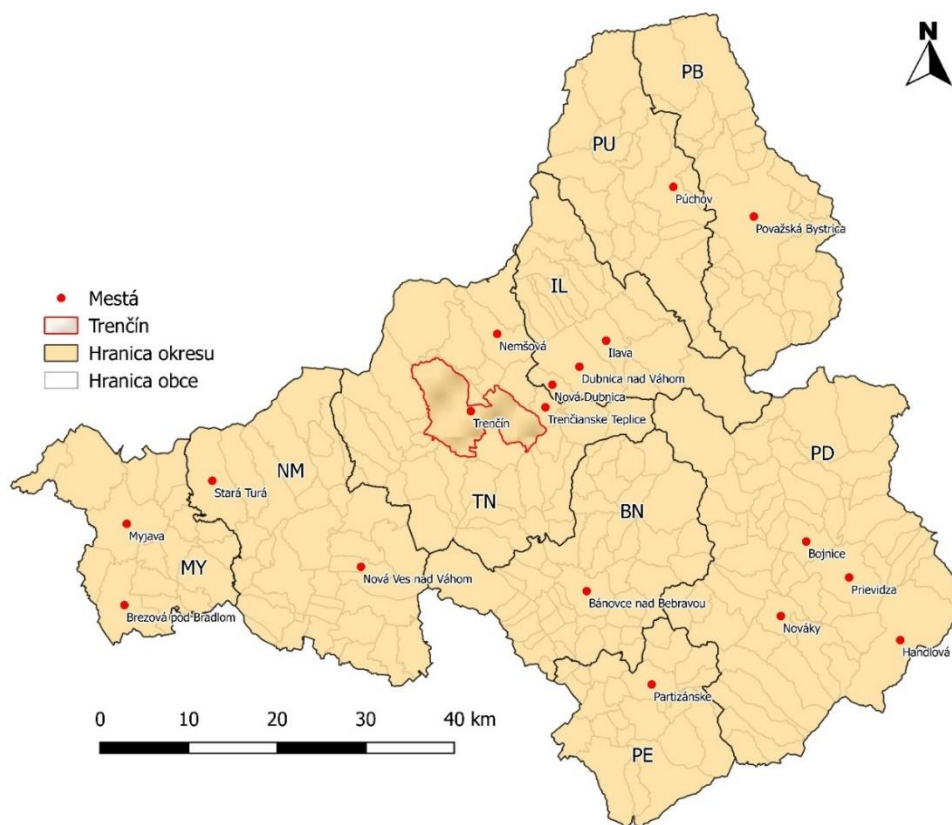 N
PB
PU
Púchov
Považská Bystrica
IL
Mestá
Trenčín
Hranica okresu
Hranica obce
Nemšová
Ilava
Dubnica nad Váhom
Nová Dubnica
Trenčianske Teplice
Trenčín
NM
PD
Stará Turá
TN
BN
Myjava
Bojnice
MY
Nová Ves nad Váhom
Prievidza
Brezová pod Bradlom
Bánovce nad Bebravou
Nováky
Handlová
Partizánske
0 10 20 30 40 km
PE